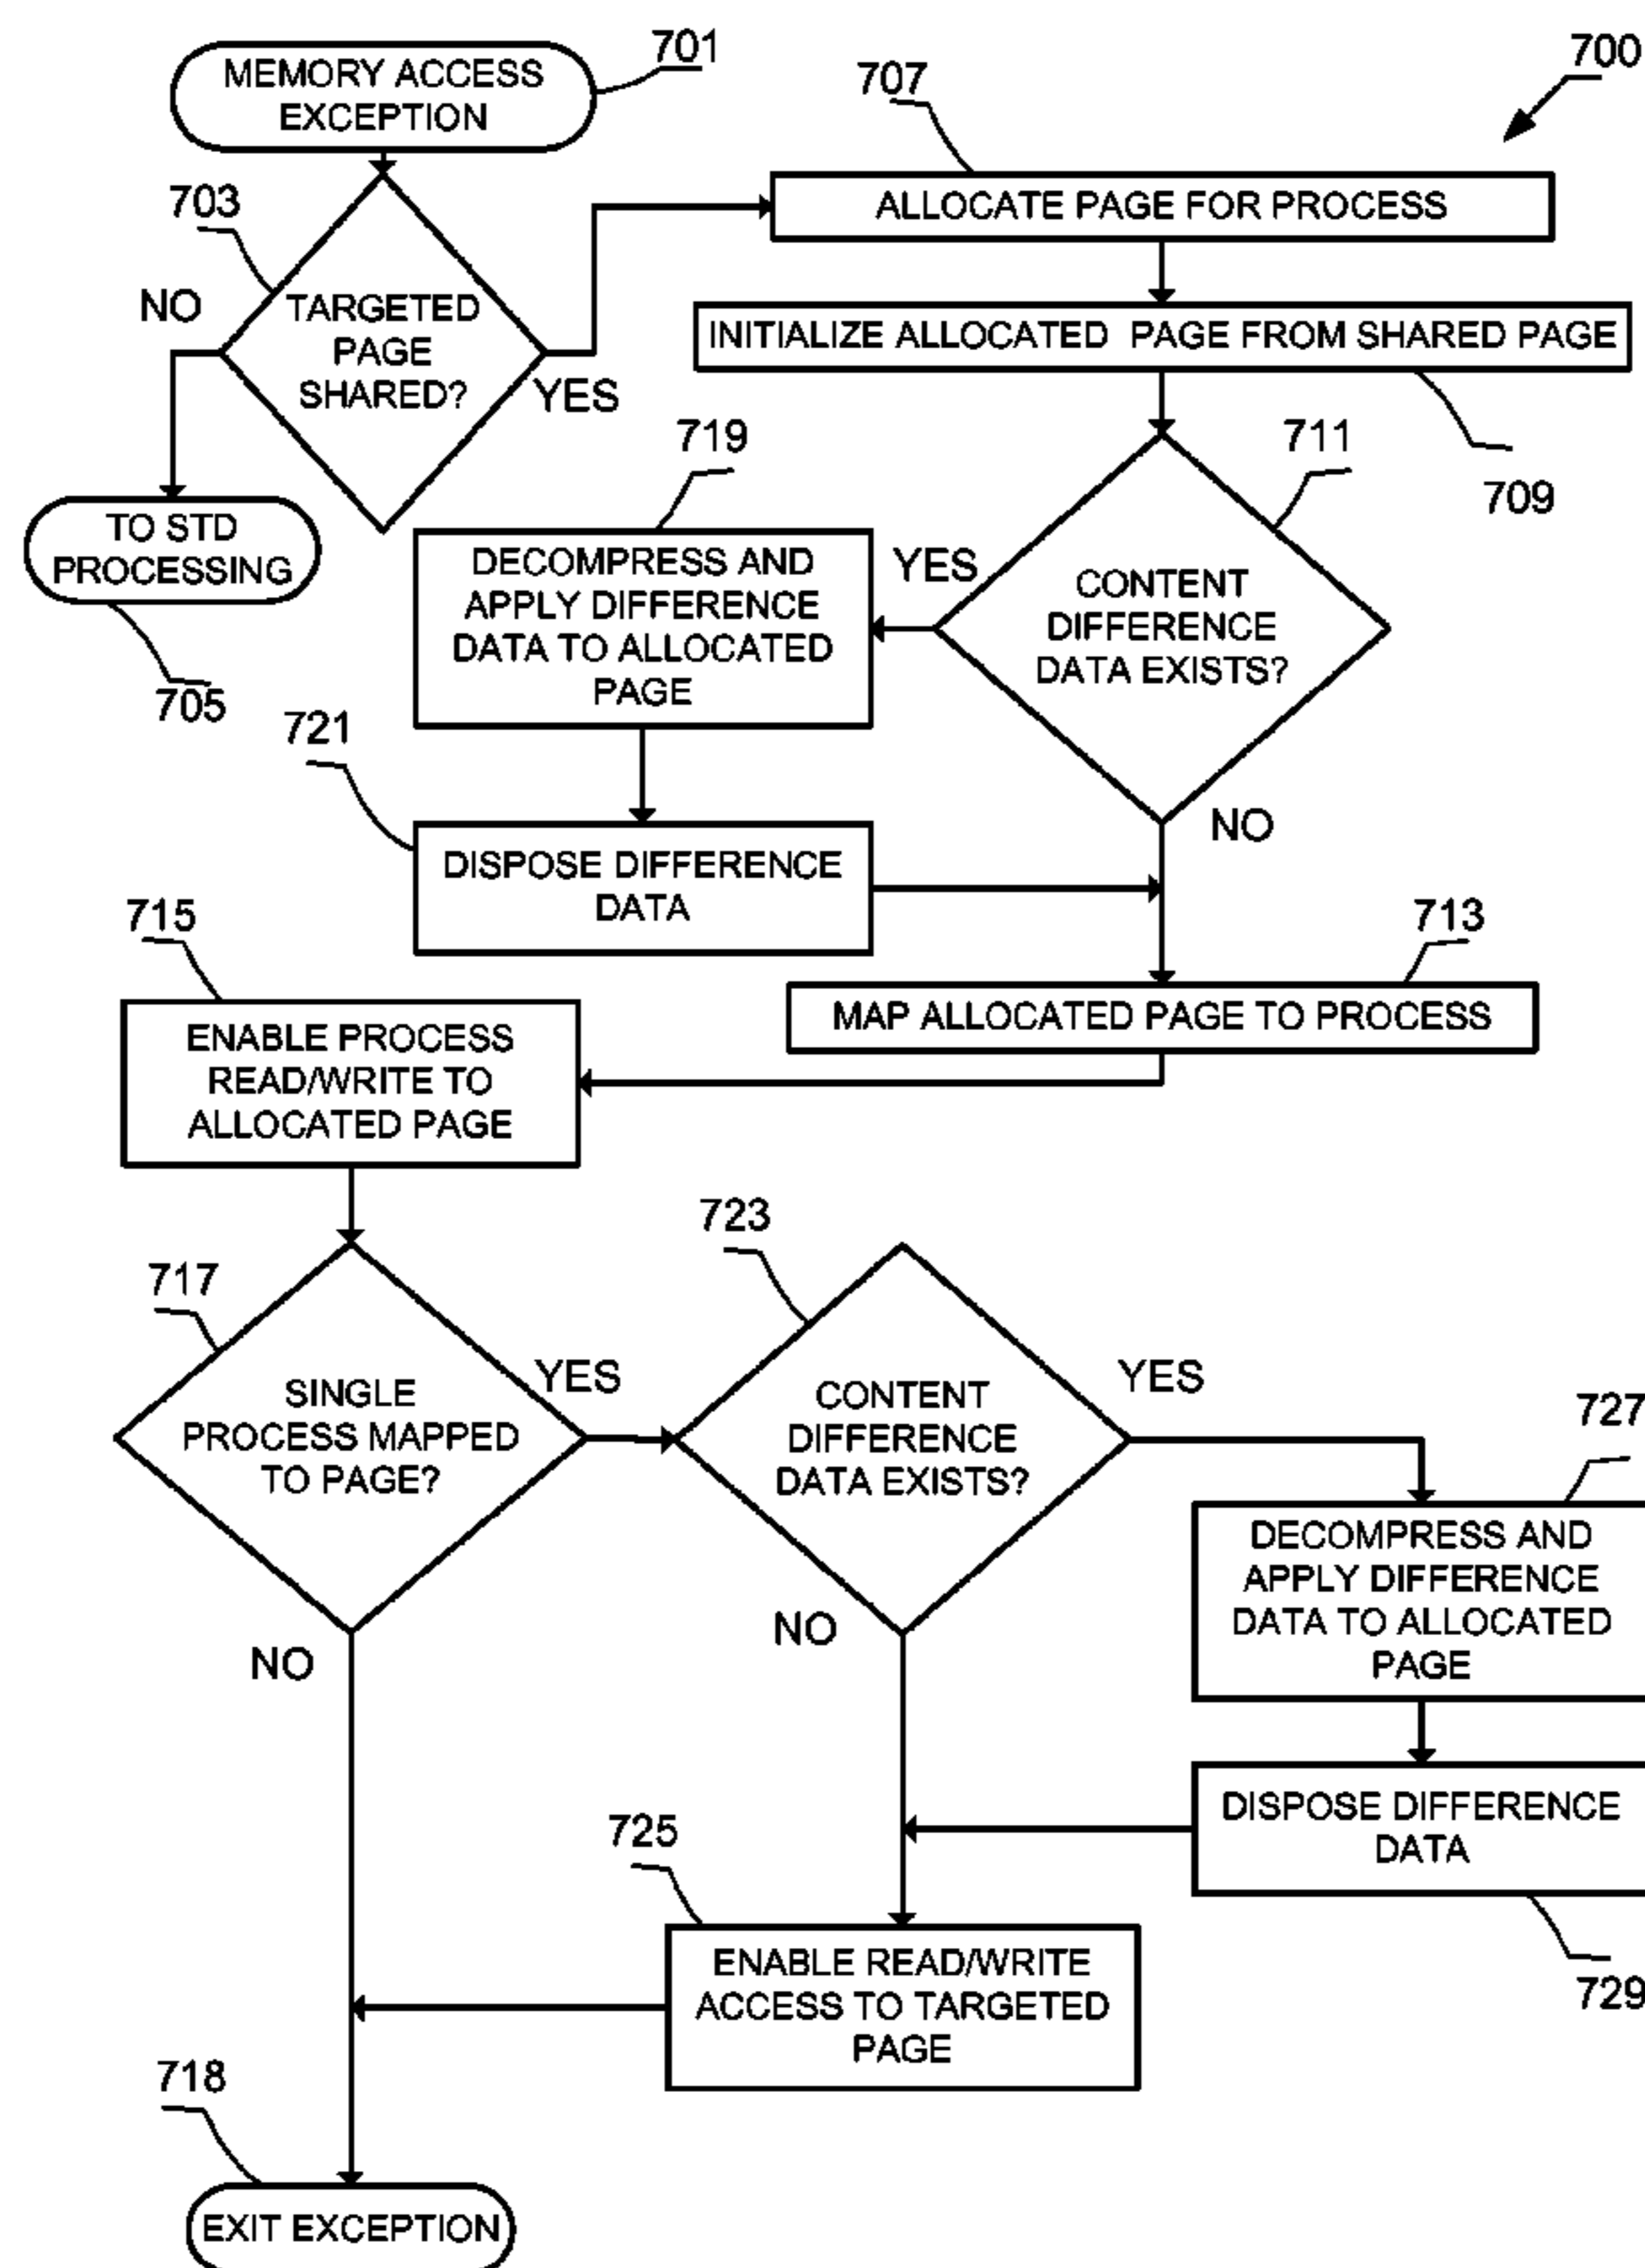 701
MEMORY ACCESS
EXCEPTION
700
707
ALLOCATE PAGE FOR PROCESS
703
NO
TARGETED
PAGE
SHARED?
YES
INITIALIZE ALLOCATED PAGE FROM SHARED PAGE
709
TO STD
PROCESSING
705
719
711
DECOMPRESS AND
APPLY DIFFERENCE
DATA TO ALLOCATED
PAGE
YES
CONTENT
DIFFERENCE
DATA EXISTS?
NO
721
DISPOSE DIFFERENCE
DATA
715
713
MAP ALLOCATED PAGE TO PROCESS
ENABLE PROCESS
READ/WRITE TO
ALLOCATED PAGE
717
SINGLE
PROCESS MAPPED
TO PAGE?
YES
NO
723
CONTENT
DIFFERENCE
DATA EXISTS?
YES
NO
727
DECOMPRESS AND
APPLY DIFFERENCE
DATA TO ALLOCATED
PAGE
DISPOSE DIFFERENCE
DATA
729
725
ENABLE READ/WRITE
ACCESS TO TARGETED
PAGE
718
EXIT EXCEPTION